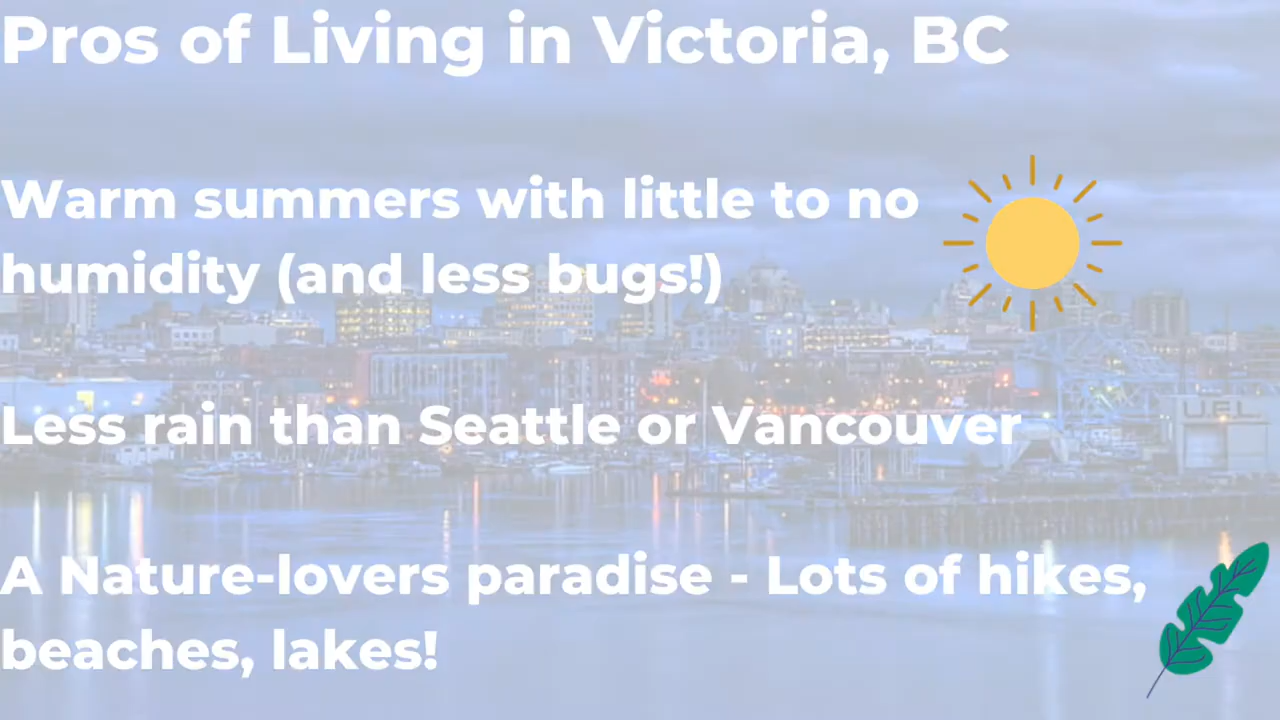 Pros of Living in Victoria, BC
Warm summers with little to no
humidity (and less bugs!)
Less rain than Seattle or Vancouver
UEL
A Nature-lovers paradise - Lots of hikes,
beaches, lakes!